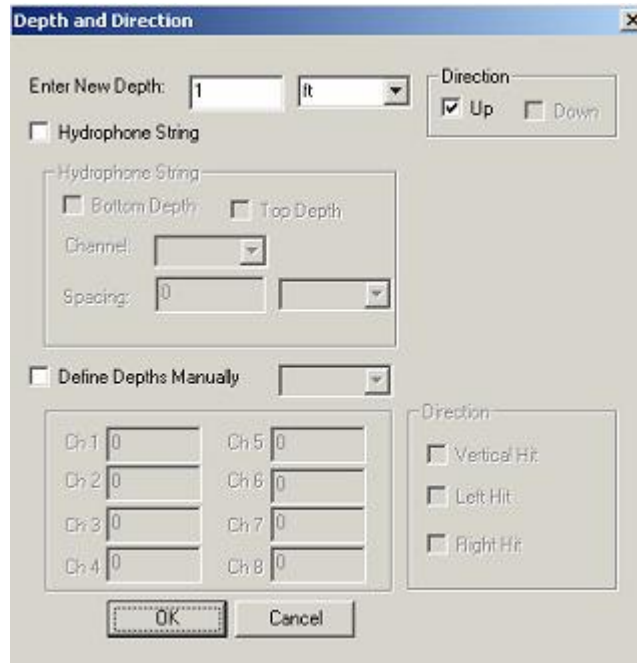 Depth and Direction
Enter New Depth: 1 ft
Direction
Up Down
Hydrophone String
Hydrophone String
Bottom Depth Top Depth
Channel:
Spacing: 0
Define Depths Manually
Ch 1 0 Ch 5 0
Ch 2 0 Ch 6 0
Ch 3 0 Ch 7 0
Ch 4 0 Ch 8 0
Direction
Vertical Hit
Left Hit
Right Hit
OK Cancel